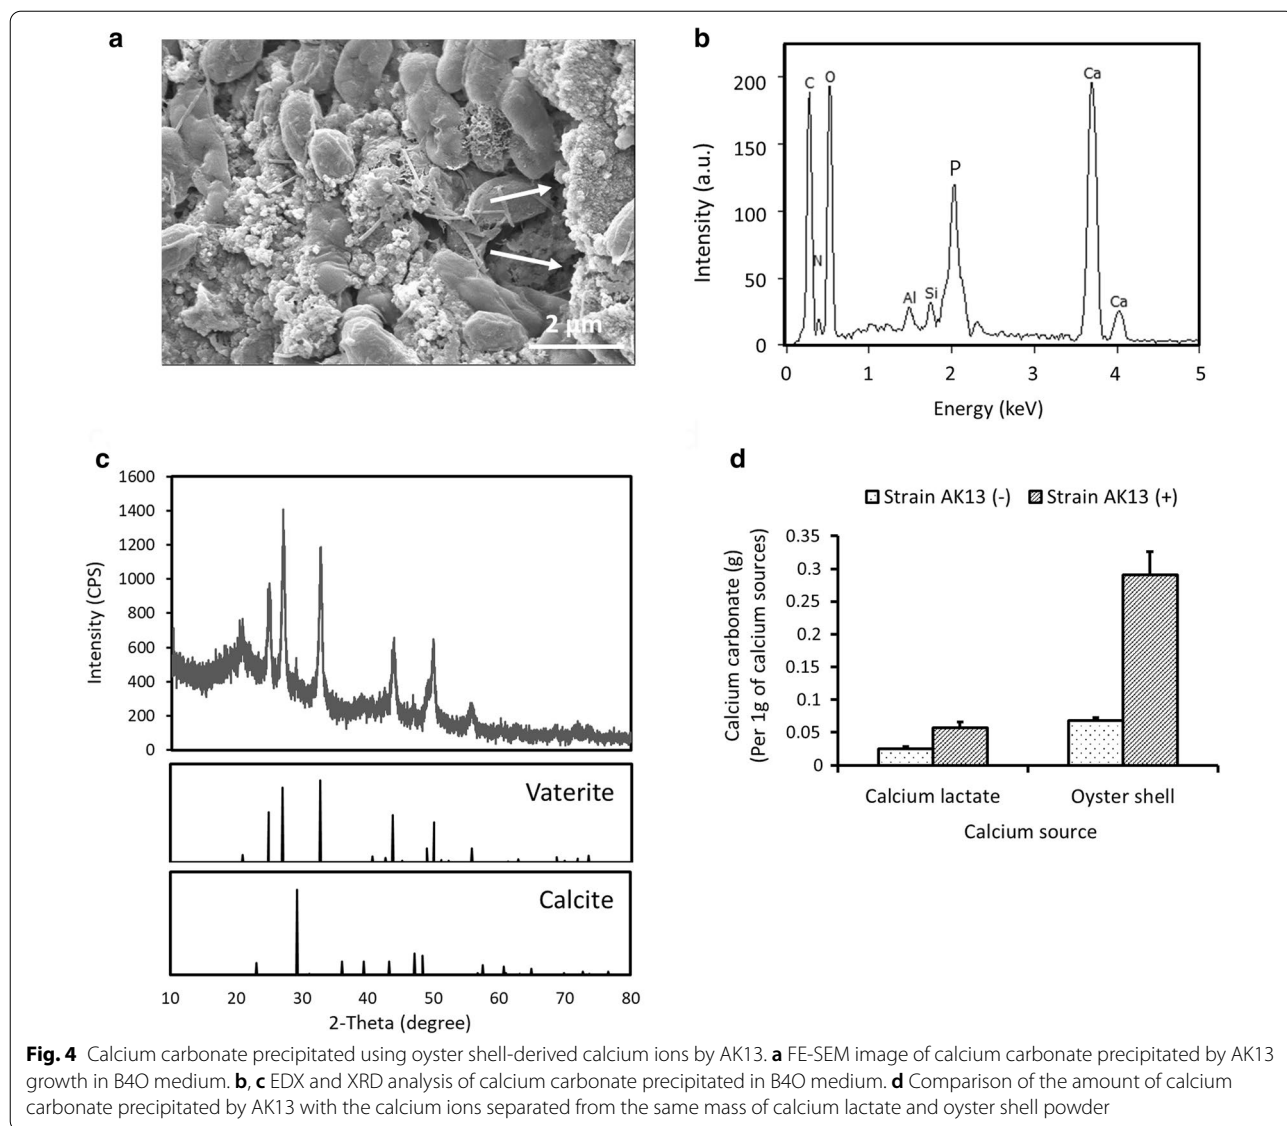 a
2 μm
b
Intensity (a.u.)
200
150
100
50
0
C
O
N
Al
Si
P
Ca
Ca
0 1 2 3 4 5
Energy (keV)
c
Intensity (CPS)
1600
1400
1200
1000
800
600
400
200
0
Vaterite
Calcite
10 20 30 40 50 60 70 80
2-Theta (degree)
d
Strain AK13 (-) Strain AK13 (+)
Calcium carbonate (g)
(Per 1g of calcium sources)
0.35
0.3
0.25
0.2
0.15
0.1
0.05
0
Calcium lactate Oyster shell
Calcium source
Fig. 4 Calcium carbonate precipitated using oyster shell-derived calcium ions by AK13. a FE-SEM image of calcium carbonate precipitated by AK13
growth in B4O medium. b, c EDX and XRD analysis of calcium carbonate precipitated in B4O medium. d Comparison of the amount of calcium
carbonate precipitated by AK13 with the calcium ions separated from the same mass of calcium lactate and oyster shell powder